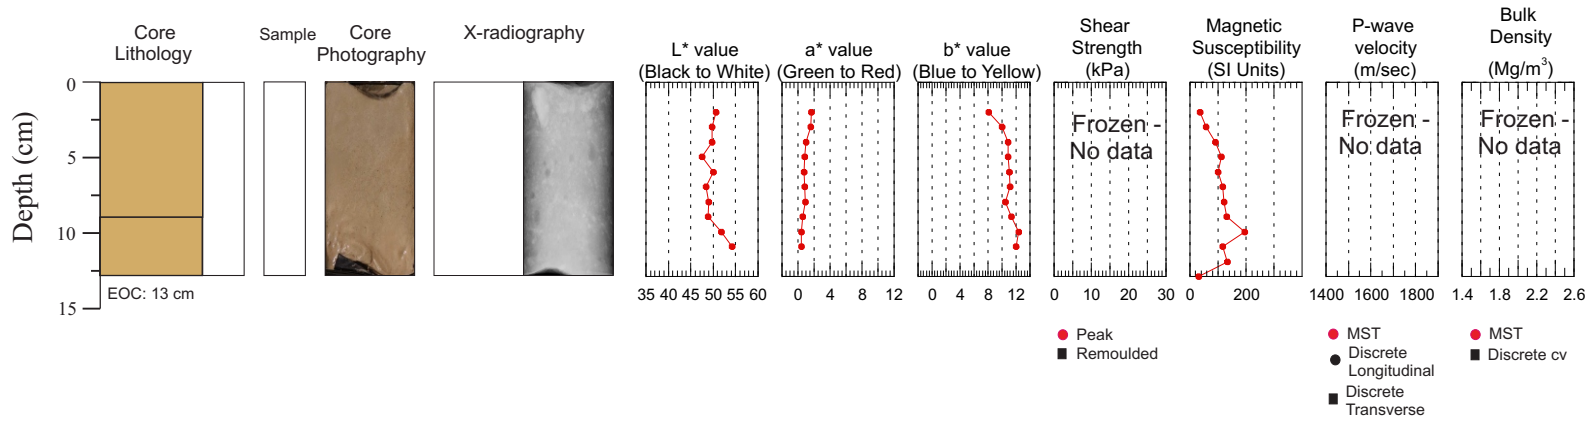 Core
Lithology
Sample
Core
Photography
X-radiography
L* value
(Black to White)
a* value
(Green to Red)
b* value
(Blue to Yellow)
Shear
Strength
(kPa)
Magnetic
Susceptibility
(SI Units)
P-wave
velocity
(m/sec)
Bulk
Density
(Mg/m³)
Depth (cm)
0
5
10
15
EOC: 13 cm
Frozen -
No data
Frozen -
No data
Frozen -
No data
35 40 45 50 55 60
0 4 8 12
0 4 8 12
0 10 20 30
0 200
1400 1600 1800
1.4 1.8 2.2 2.6
Peak
Remoulded
MST
Discrete
Longitudinal
Discrete
Transverse
MST
Discrete cv